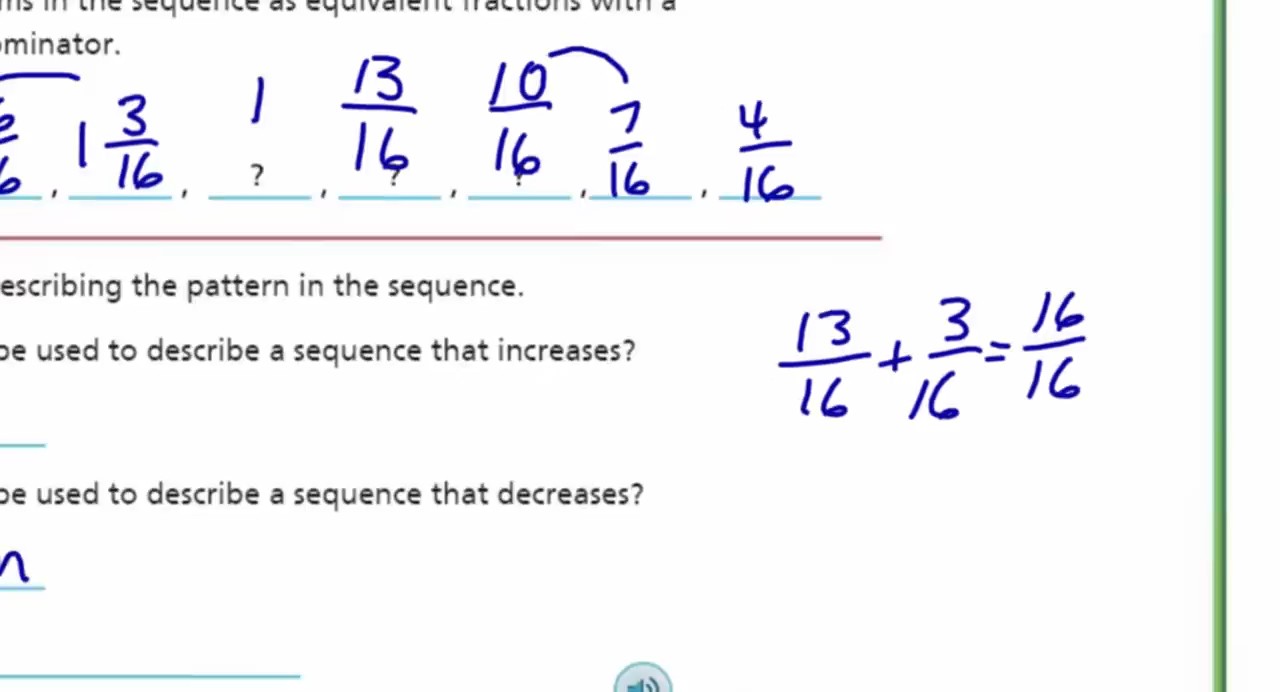 ms in the sequence as equivalent fractions with a
ominator.
6/6, 1 3/16, 1 ?, 13/16 ?, 10/16 ?, 7/16, 4/16
escribing the pattern in the sequence.
be used to describe a sequence that increases?
13/16 + 3/16 = 16/16
be used to describe a sequence that decreases?
n